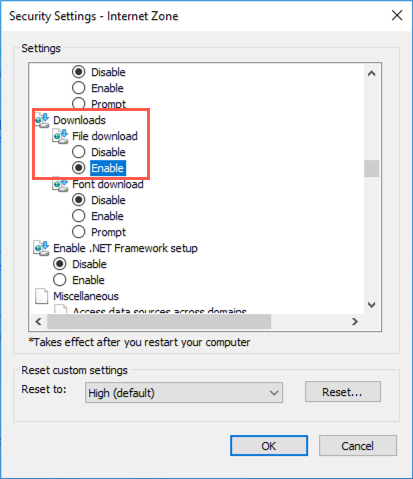 Security Settings - Internet Zone
Settings
Disable
Enable
Prompt
Downloads
File download
Disable
Enable
Font download
Disable
Enable
Prompt
Enable .NET Framework setup
Disable
Enable
Miscellaneous
Access data sources across domains
*Takes effect after you restart your computer
Reset custom settings
Reset to: High (default) Reset...
OK Cancel